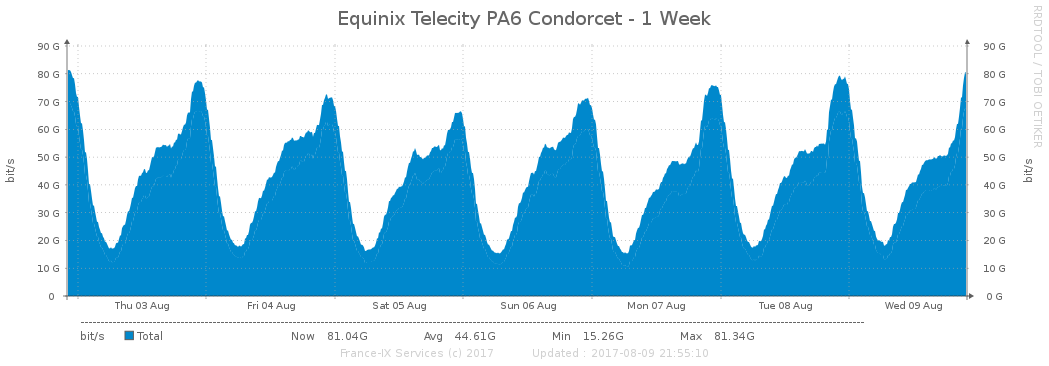 Equinix Telecity PA6 Condorcet - 1 Week
RRDTOOL / TOBI OETIKER
bit/s
90 G
80 G
70 G
60 G
50 G
40 G
30 G
20 G
10 G
0
90 G
80 G
70 G
60 G
50 G
40 G
30 G
20 G
10 G
0 G
bit/s
Thu 03 Aug Fri 04 Aug Sat 05 Aug Sun 06 Aug Mon 07 Aug Tue 08 Aug Wed 09 Aug
bit/s Total Now 81.04G Avg 44.61G Min 15.26G Max 81.34G
France-IX Services (c) 2017 Updated : 2017-08-09 21:55:10